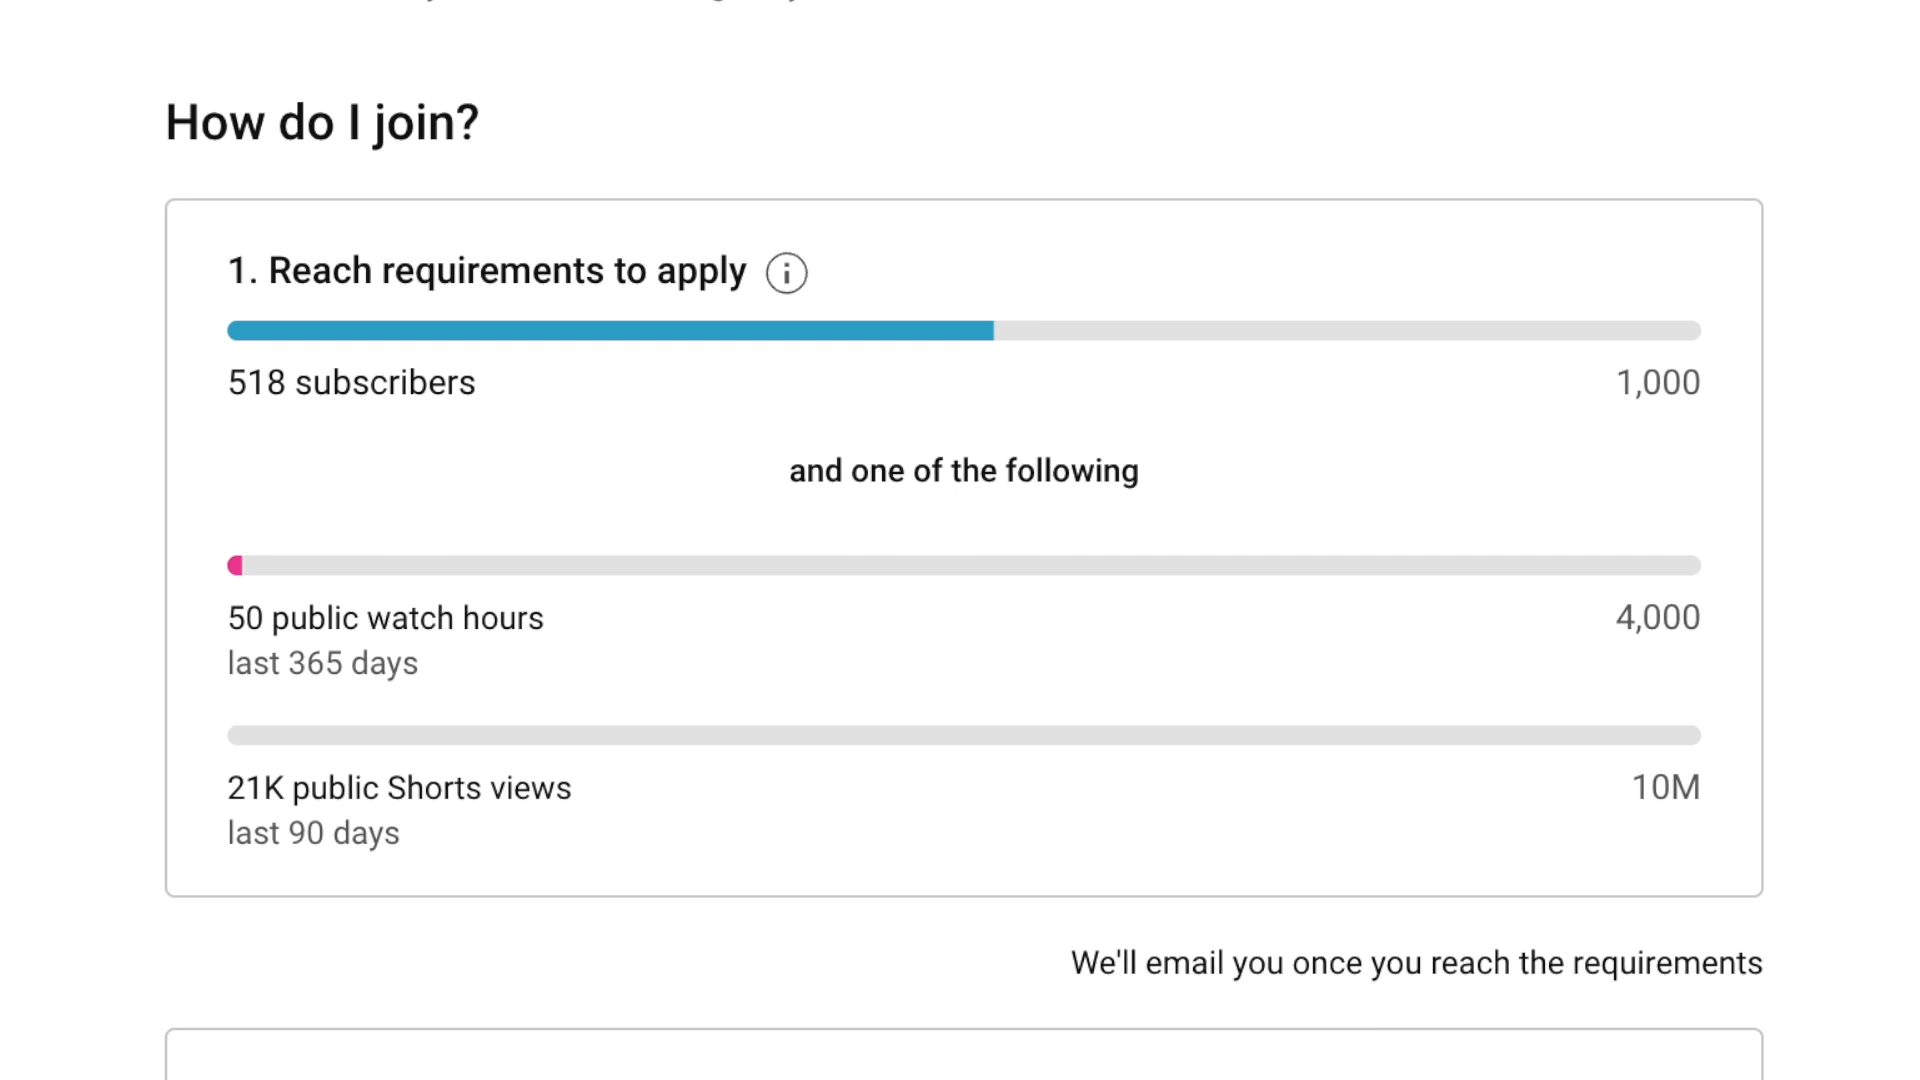 How do I join?
1. Reach requirements to apply
518 subscribers
1,000
and one of the following
50 public watch hours
4,000
last 365 days
21K public Shorts views
10M
last 90 days
We'll email you once you reach the requirements